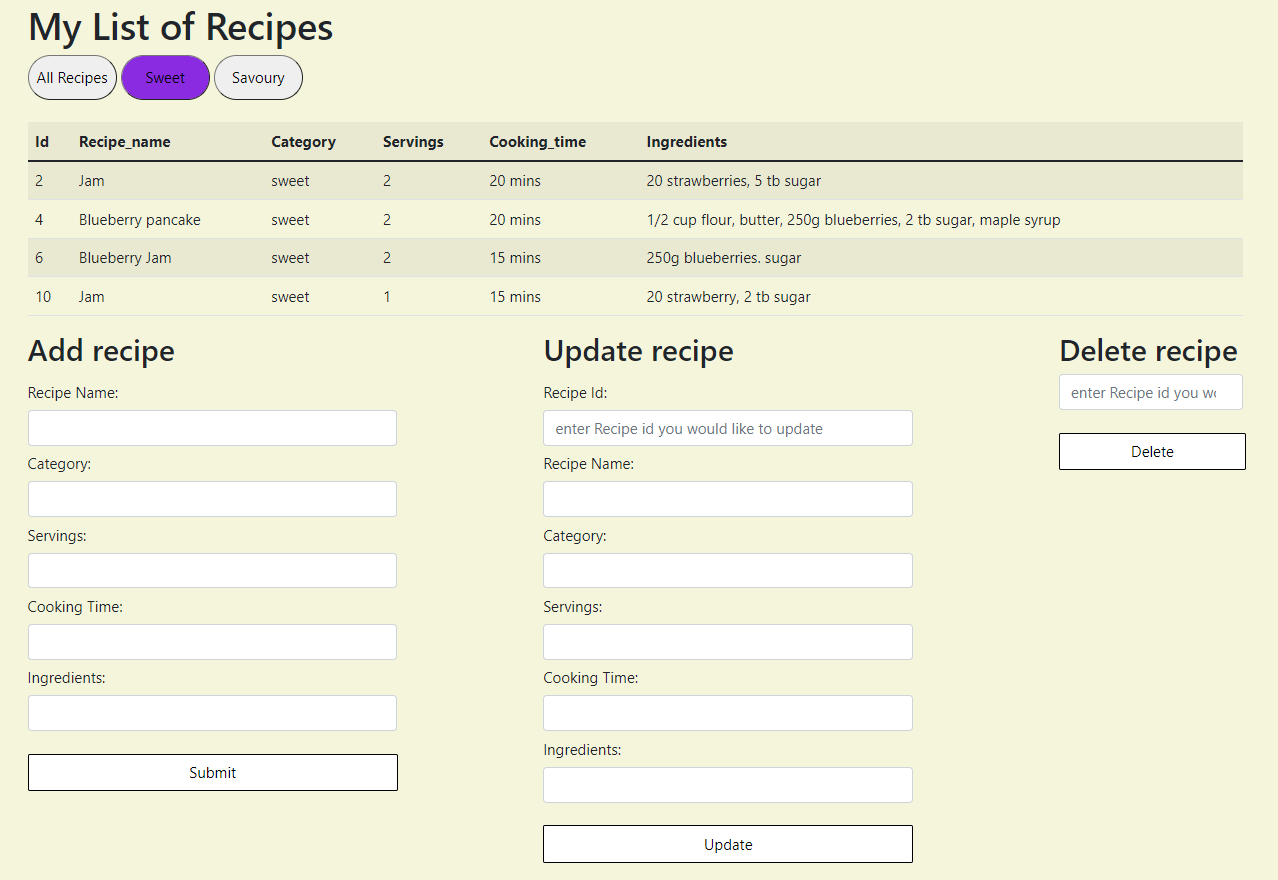 My List of Recipes
All Recipes Sweet Savoury
Id Recipe_name Category Servings Cooking_time Ingredients
2 Jam sweet 2 20 mins 20 strawberries, 5 tb sugar
4 Blueberry pancake sweet 2 20 mins 1/2 cup flour, butter, 250g blueberries, 2 tb sugar, maple syrup
6 Blueberry Jam sweet 2 15 mins 250g blueberries. sugar
10 Jam sweet 1 15 mins 20 strawberry, 2 tb sugar
Add recipe
Recipe Name:
Category:
Servings:
Cooking Time:
Ingredients:
Submit
Update recipe
Recipe Id:
enter Recipe id you would like to update
Recipe Name:
Category:
Servings:
Cooking Time:
Ingredients:
Update
Delete recipe
enter Recipe id you
Delete